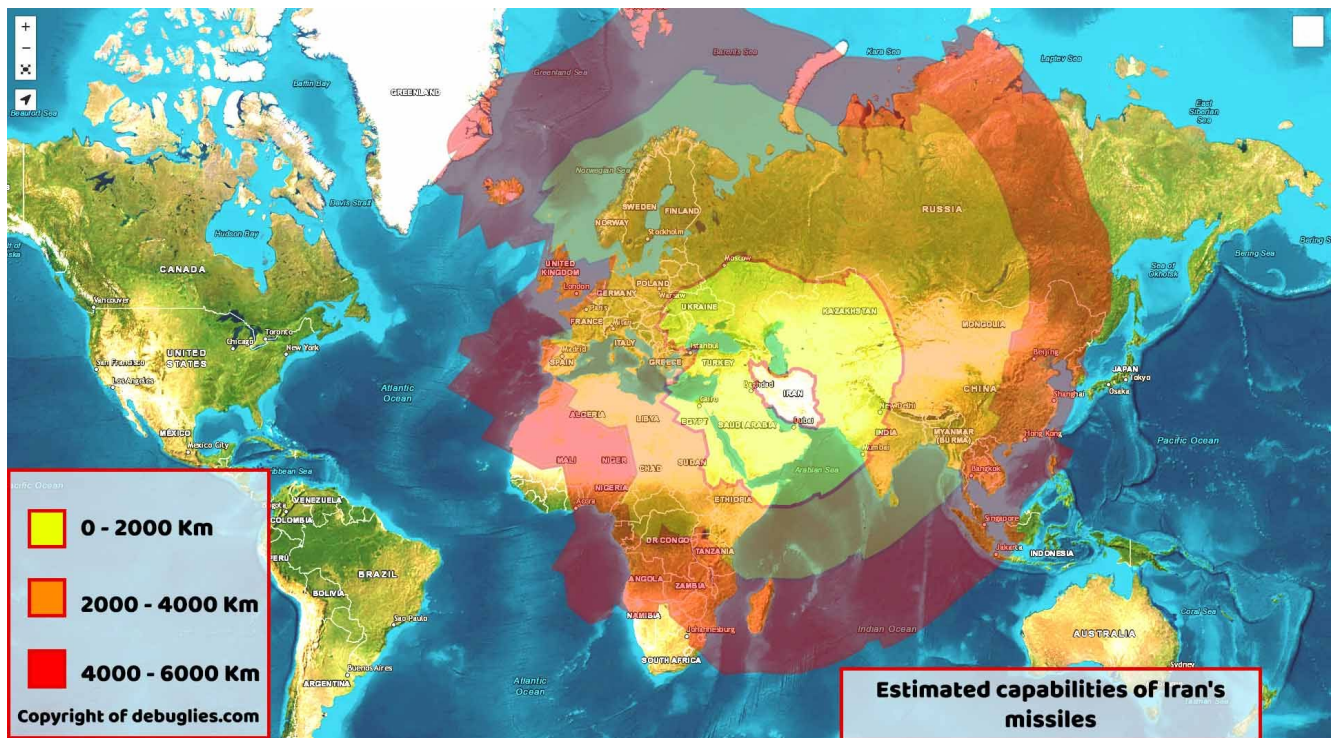 +
−
Beaufort Sea
Baffin Bay
GREENLAND
Greenland Sea
Barents Sea
Kara Sea
Laptev Sea
East
Siberian
Sea
Davis Strait
Norwegian Sea
Hudson Bay
CANADA
SWEDEN
FINLAND
NORWAY
Stockholm
RUSSIA
Sea of
Okhotsk
Bering Sea
Moscow
UNITED
KINGDOM
London
POLAND
GERMANY
Warsaw
Paris
UKRAINE
KAZAKHSTAN
MONGOLIA
Vancouver
FRANCE
Milan
ITALY
Toronto
Chicago
New York
Madrid
SPAIN
GREECE
Istanbul
TURKEY
Beijing
JAPAN
Tokyo
Osaka
UNITED
STATES
San Francisco
Los Angeles
Atlantic
Ocean
Baghdad
IRAN
CHINA
Shanghai
ALGERIA
LIBYA
Cairo
EGYPT
SAUDI ARABIA
Dubai
New Delhi
INDIA
Mumbai
MYANMAR
(BURMA)
Hong Kong
MÉXICO
Mexico City
Pacific Ocean
MALI
NIGER
CHAD
SUDAN
Arabian Sea
Bangkok
Caribbean Sea
NIGERIA
Accra
ETHIOPIA
VENEZUELA
Bogota
COLOMBIA
Singapore
DR CONGO
TANZANIA
Jakarta
INDONESIA
PERÚ
BRAZIL
BOLIVIA
ANGOLA
ZAMBIA
NAMIBIA
Johannesburg
Indian Ocean
Coral Sea
AUSTRALIA
Sao Paulo
SOUTH AFRICA
Buenos Aires
ARGENTINA
Atlantic
Ocean
Sydney
0 - 2000 Km
2000 - 4000 Km
4000 - 6000 Km
Copyright of debuglies.com
Estimated capabilities of Iran's
missiles